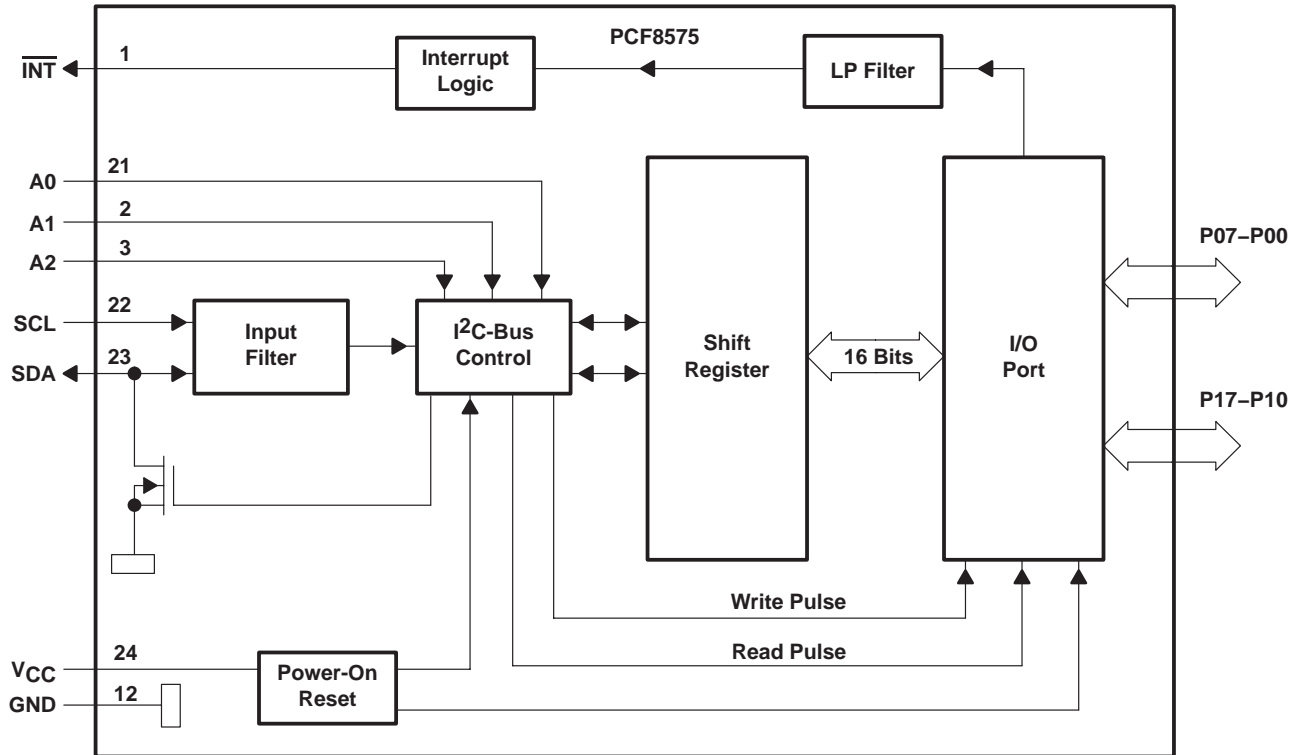 PCF8575
INT
1
Interrupt
Logic
LP Filter
A0
21
A1
2
A2
3
SCL
22
SDA
23
Input
Filter
I²C-Bus
Control
Shift
Register
16 Bits
I/O
Port
P07–P00
P17–P10
Write Pulse
Read Pulse
VCC
24
GND
12
Power-On
Reset